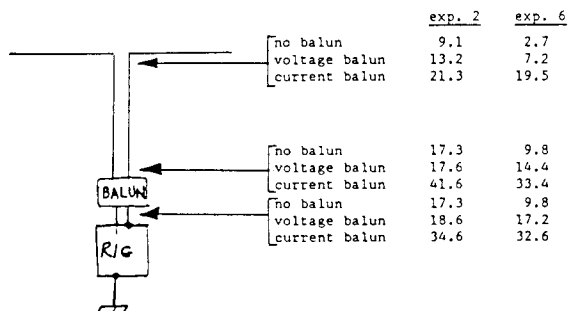 exp. 2 exp. 6
no balun 9.1 2.7
voltage balun 13.2 7.2
current balun 21.3 19.5
no balun 17.3 9.8
voltage balun 17.6 14.4
current balun 41.6 33.4
BALUN
no balun 17.3 9.8
voltage balun 18.6 17.2
current balun 34.6 32.6
RIG